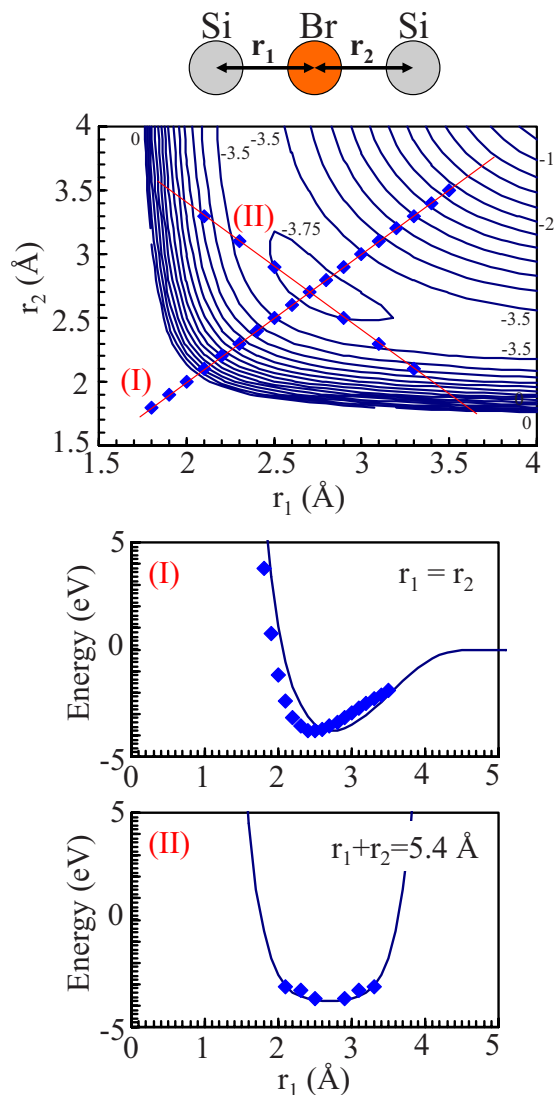 Si Br Si
r1 r2
4
0
-3.5
-3.5
-1
3.5
(II)
-3.75
-2
r2 (Å)
3
2.5
-3.5
-3.5
(I)
2
0
0
1.5
1.5 2 2.5 3 3.5 4
r1 (Å)
5
(I)
r1 = r2
Energy (eV)
0
-5
0 1 2 3 4 5
5
(II)
r1+r2=5.4 Å
Energy (eV)
0
-5
0 1 2 3 4 5
r1 (Å)